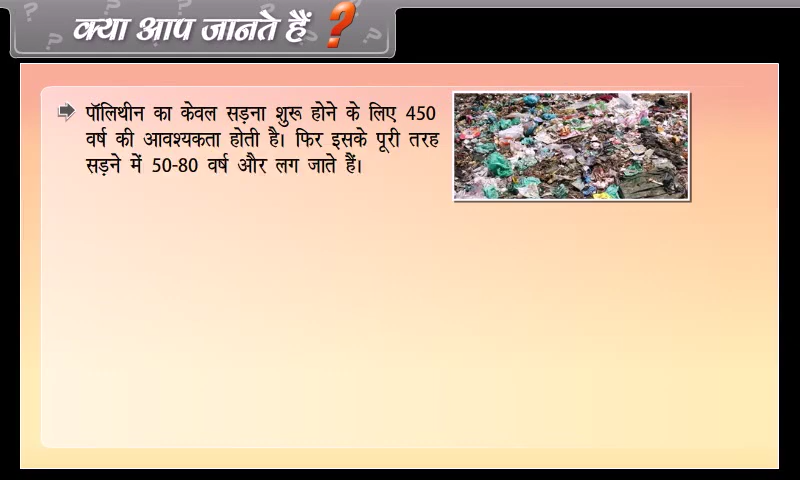 क्या आप जानते हैं ?
पॉलिथीन का केवल सड़ना शुरू होने के लिए 450
वर्ष की आवश्यकता होती है। फिर इसके पूरी तरह
सड़ने में 50-80 वर्ष और लग जाते हैं।